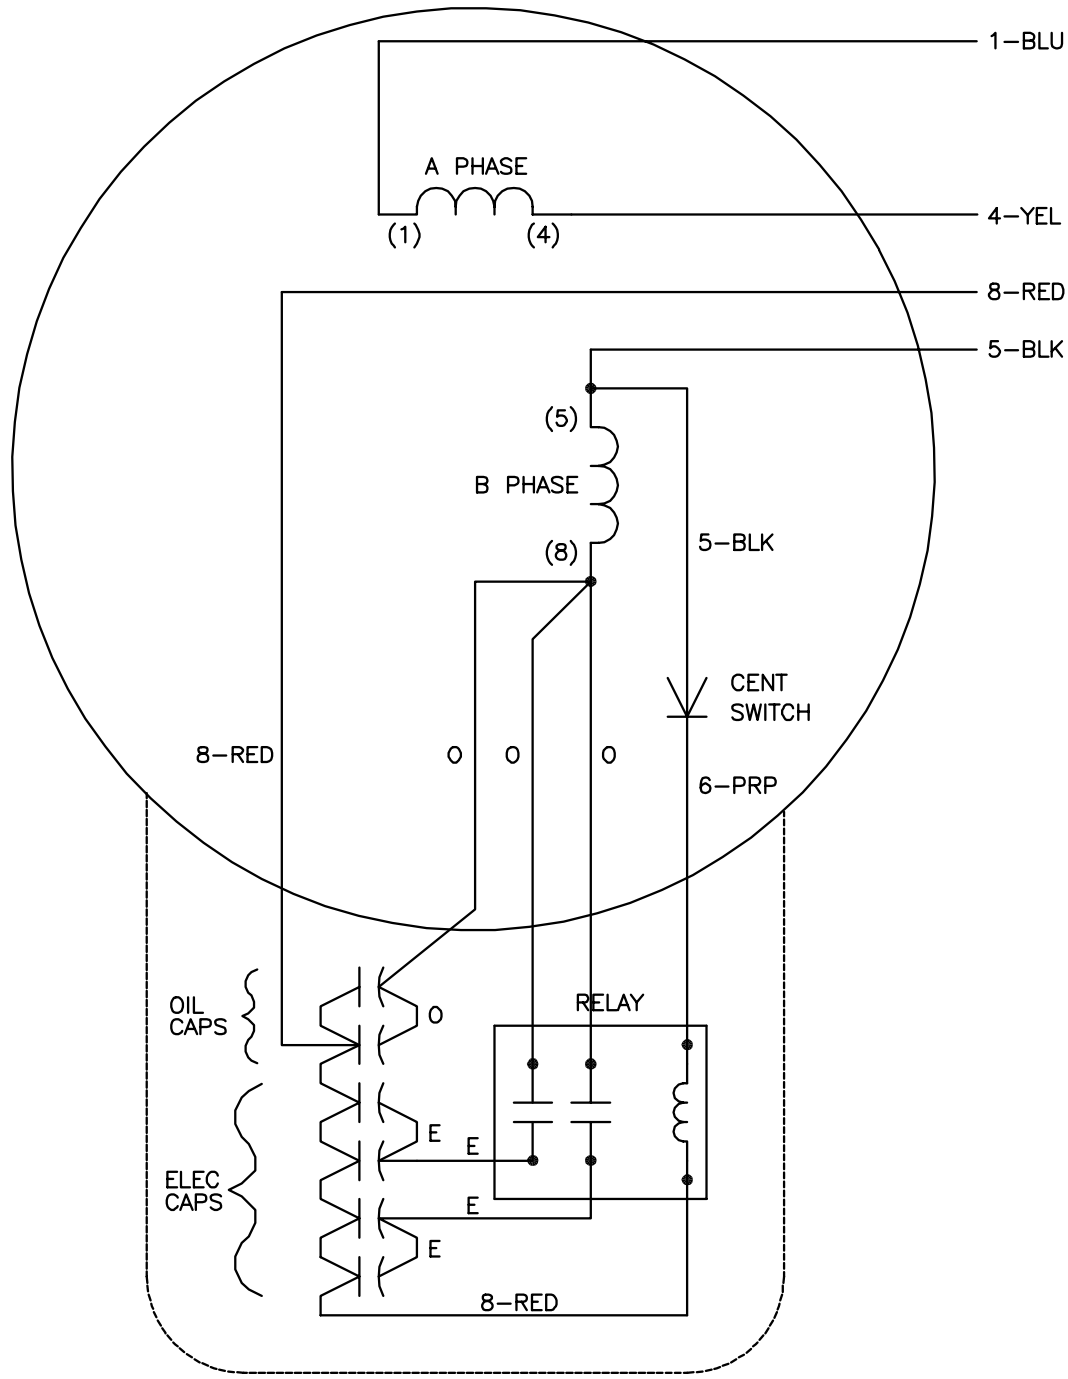 1-BLU
A PHASE
4-YEL
(1)
(4)
8-RED
5-BLK
(5)
B PHASE
(8)
5-BLK
CENT
SWITCH
8-RED
O
O
O
6-PRP
OIL
CAPS
O
RELAY
E
E
ELEC
CAPS
E
E
8-RED